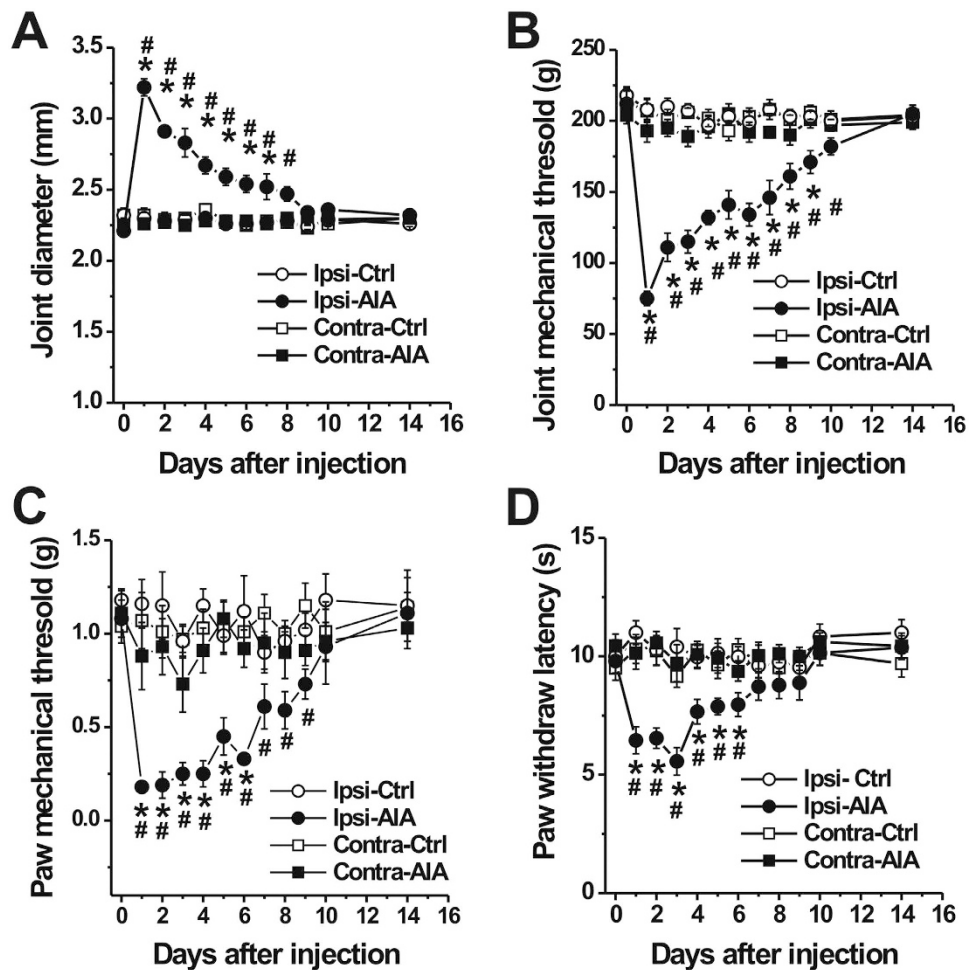 A
Joint diameter (mm)
3.5
3.0
2.5
2.0
1.5
1.0
# # # # # # # #
* * * * * * *
Ipsi-Ctrl
Ipsi-AIA
Contra-Ctrl
Contra-AIA
0 2 4 6 8 10 12 14 16
Days after injection
B
Joint mechanical thresold (g)
250
200
150
100
50
0
* * * * * * * * *
# # # # # ## # # # #
Ipsi-Ctrl
Ipsi-AIA
Contra-Ctrl
Contra-AIA
0 2 4 6 8 10 12 14 16
Days after injection
C
Paw mechanical thresold (g)
1.5
1.0
0.5
0.0
* * * * * *
# # # # # # # # #
Ipsi-Ctrl
Ipsi-AIA
Contra-Ctrl
Contra-AIA
0 2 4 6 8 10 12 14 16
Days after injection
D
Paw withdraw latency (s)
15
10
5
0
* * * * * *
# # # # # #
Ipsi- Ctrl
Ipsi-AIA
Contra-Ctrl
Contra-AIA
0 2 4 6 8 10 12 14 16
Days after injection